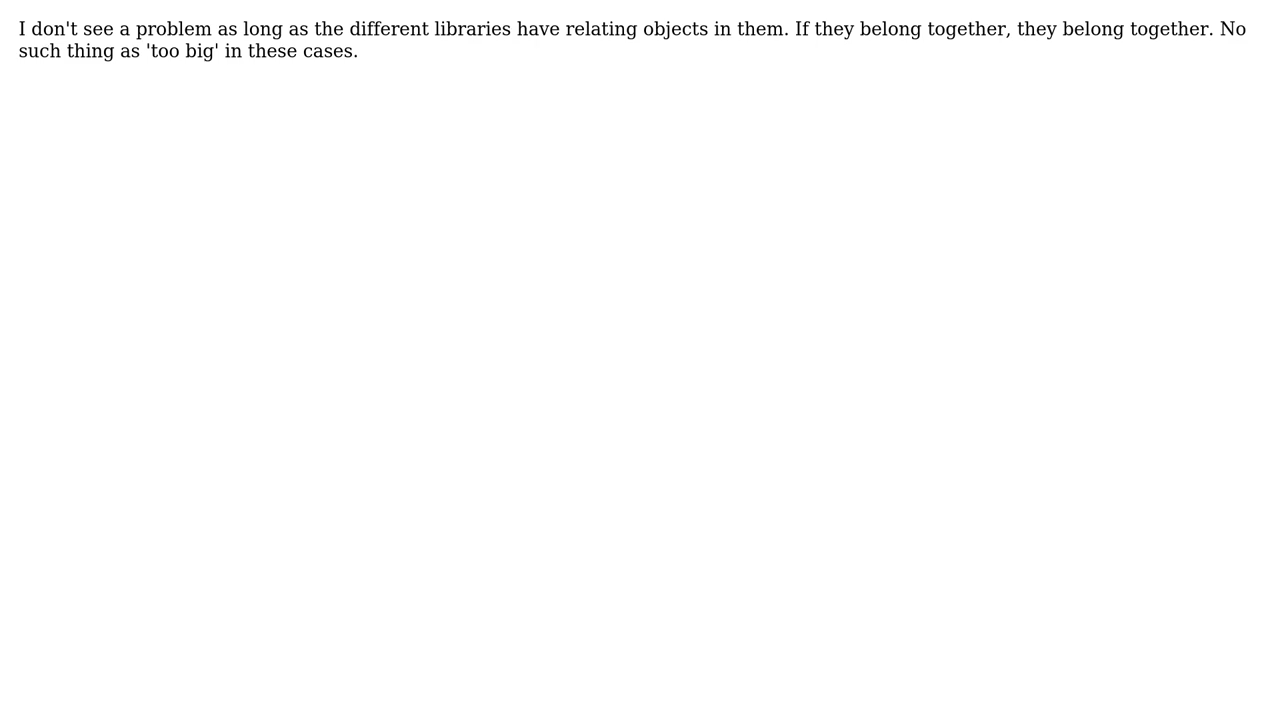 I don't see a problem as long as the different libraries have relating objects in them. If they belong together, they belong together. No
such thing as 'too big' in these cases.